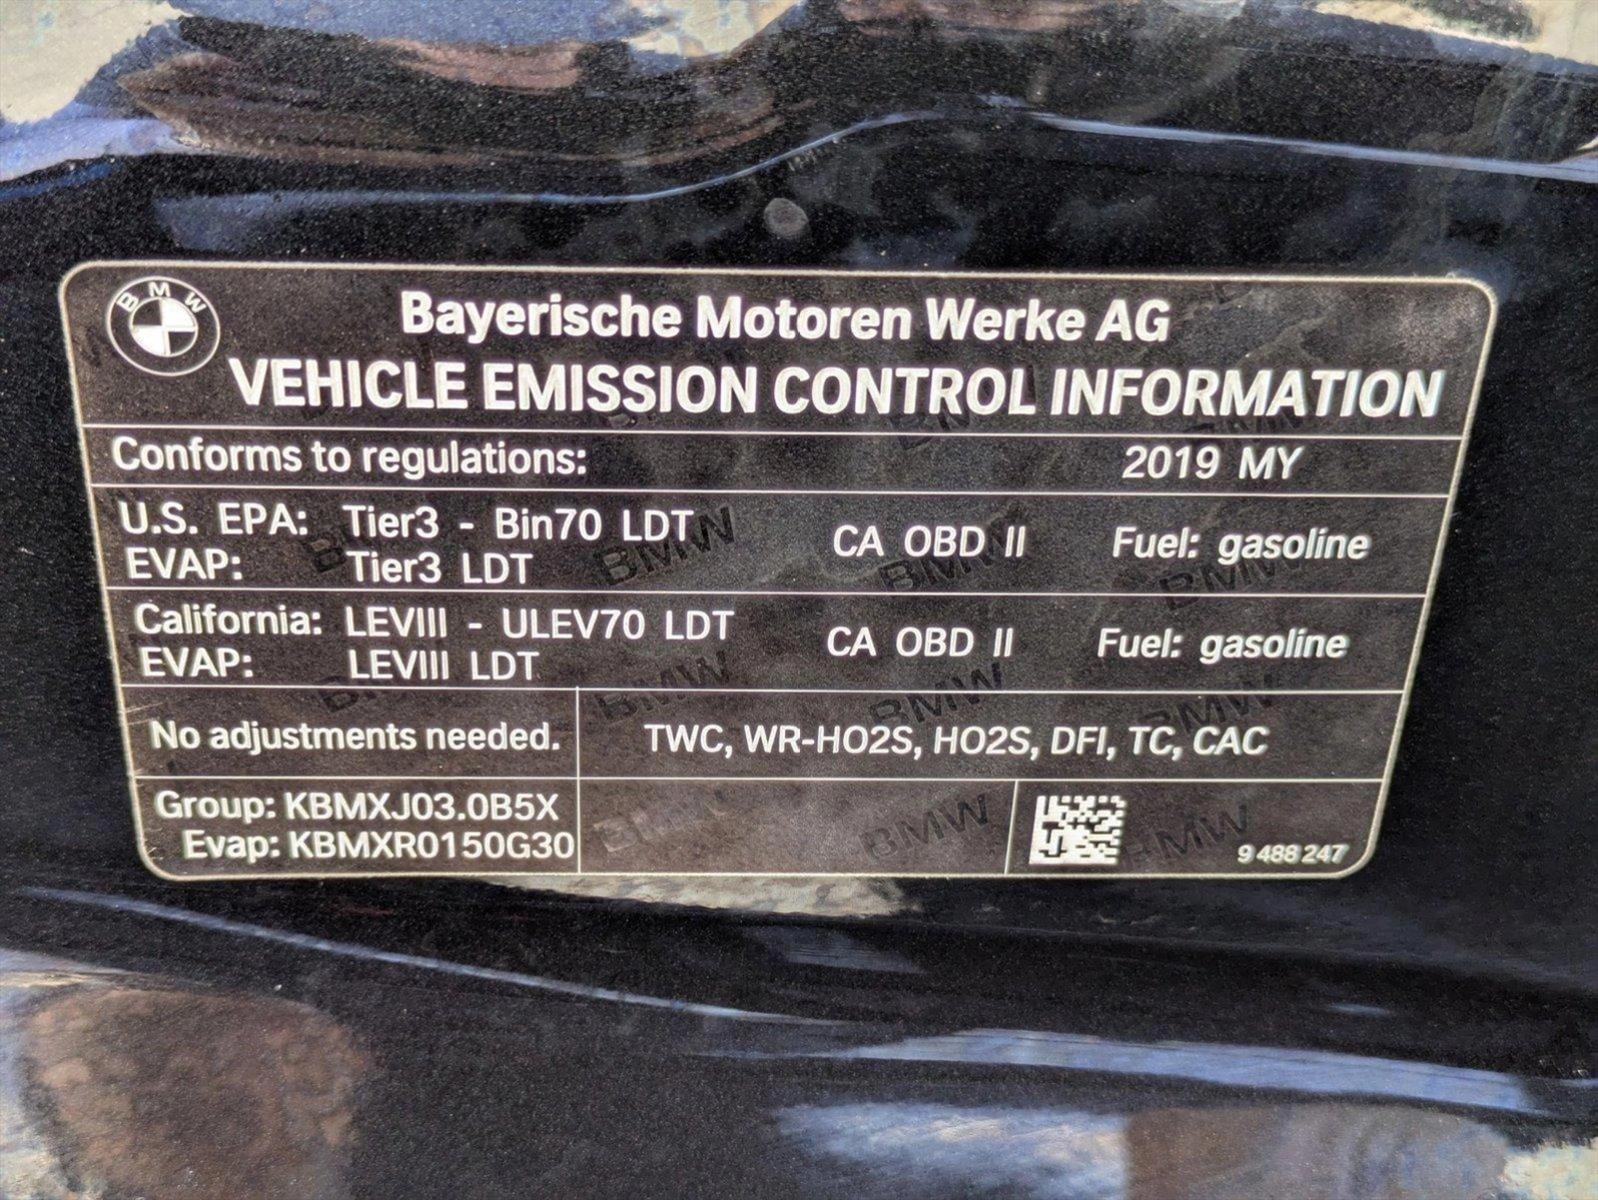 BMW
Bayerische Motoren Werke AG
VEHICLE EMISSION CONTROL INFORMATION
Conforms to regulations: 2019 MY
U.S. EPA: Tier3 - Bin70 LDT CA OBD II Fuel: gasoline
EVAP: Tier3 LDT
California: LEVIII - ULEV70 LDT CA OBD II Fuel: gasoline
EVAP: LEVIII LDT
No adjustments needed. TWC, WR-HO2S, HO2S, DFI, TC, CAC
Group: KBMXJ03.0B5X
Evap: KBMXR0150G30
9 488 247